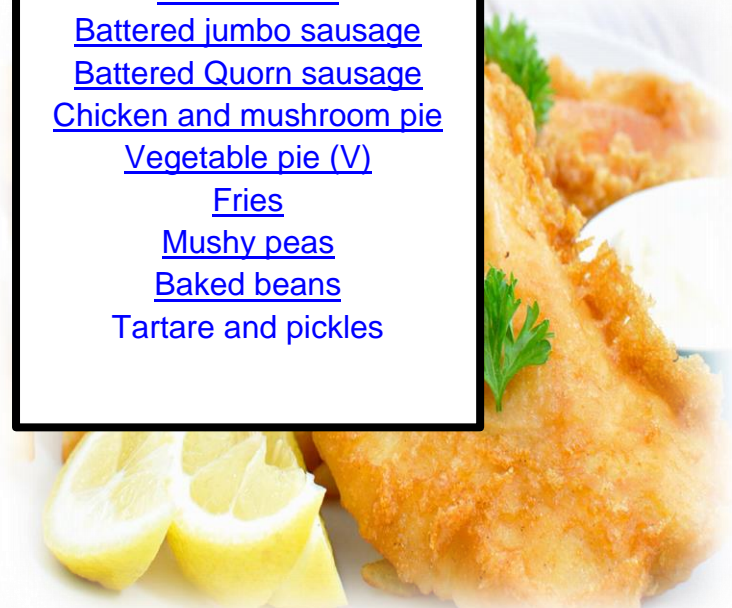 Battered jumbo sausage
Battered Quorn sausage
Chicken and mushroom pie
Vegetable pie (V)
Fries
Mushy peas
Baked beans
Tartare and pickles